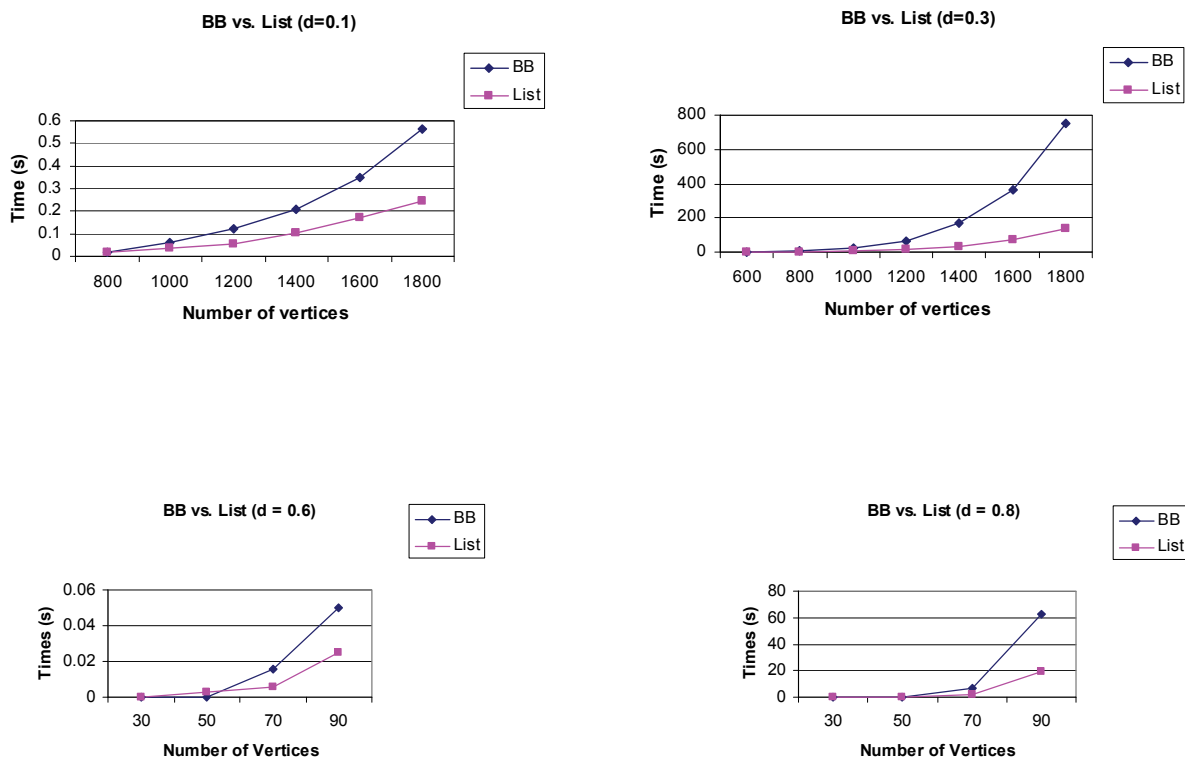 BB vs. List (d=0.1)
BB
List
0.6
0.5
0.4
0.3
0.2
0.1
0
Time (s)
800 1000 1200 1400 1600 1800
Number of vertices
BB vs. List (d=0.3)
BB
List
800
600
400
200
0
Time (s)
600 800 1000 1200 1400 1600 1800
Number of vertices
BB vs. List (d = 0.6)
BB
List
0.06
0.04
0.02
0
Times (s)
30 50 70 90
Number of Vertices
BB vs. List (d = 0.8)
BB
List
80
60
40
20
0
Times (s)
30 50 70 90
Number of Vertices